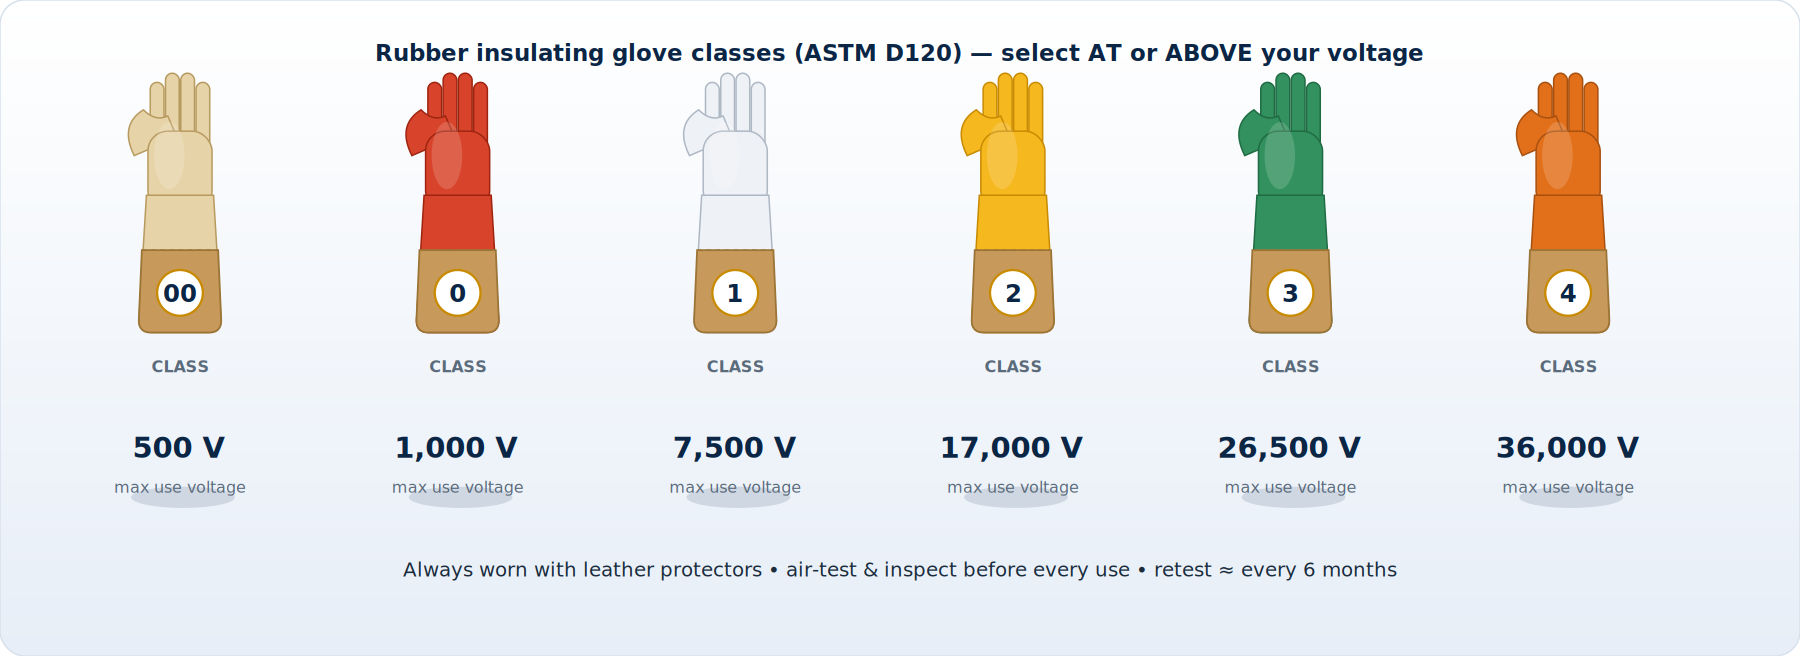 Rubber insulating glove classes (ASTM D120) — select AT or ABOVE your voltage
00 0 1 2 3 4
CLASS CLASS CLASS CLASS CLASS CLASS
500 V 1,000 V 7,500 V 17,000 V 26,500 V 36,000 V
max use voltage max use voltage max use voltage max use voltage max use voltage max use voltage
Always worn with leather protectors • air-test & inspect before every use • retest ≈ every 6 months